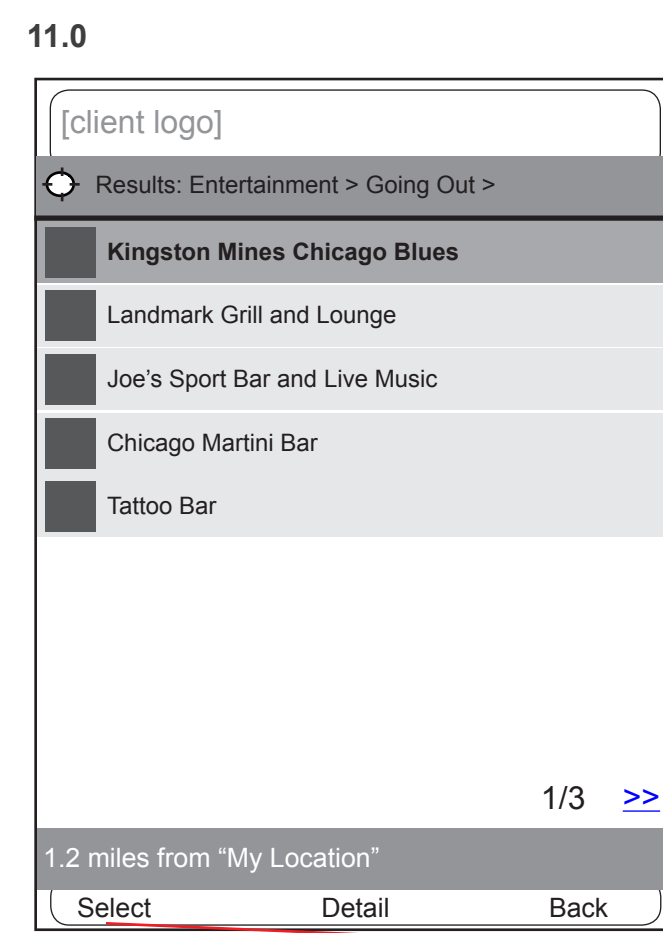 11.0
[client logo]
Results: Entertainment > Going Out >
Kingston Mines Chicago Blues
Landmark Grill and Lounge
Joe’s Sport Bar and Live Music
Chicago Martini Bar
Tattoo Bar
1/3 >>
1.2 miles from “My Location”
Select Detail Back